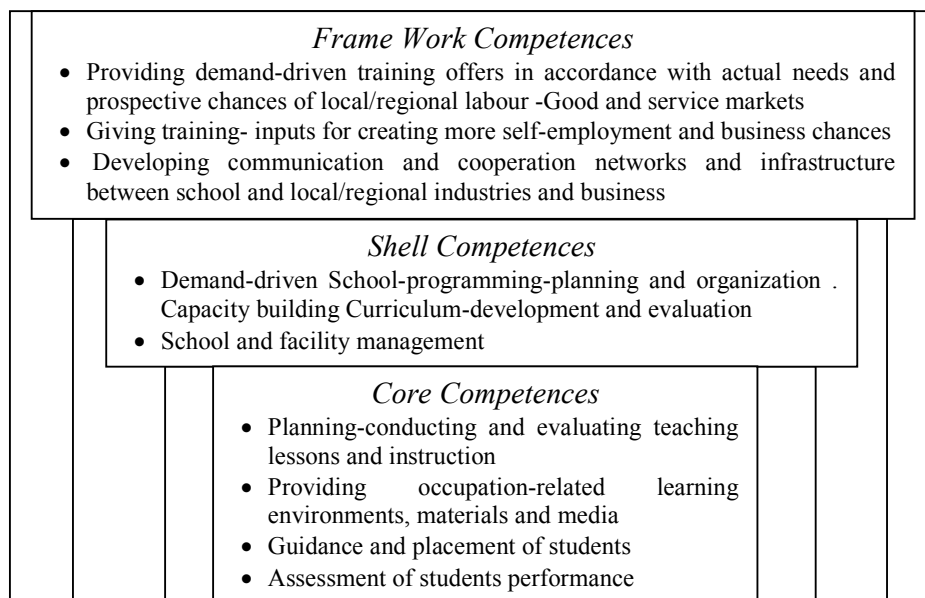 Frame Work Competences
• Providing demand-driven training offers in accordance with actual needs and
prospective chances of local/regional labour -Good and service markets
• Giving training- inputs for creating more self-employment and business chances
• Developing communication and cooperation networks and infrastructure
between school and local/regional industries and business
Shell Competences
• Demand-driven School-programming-planning and organization .
Capacity building Curriculum-development and evaluation
• School and facility management
Core Competences
• Planning-conducting and evaluating teaching
lessons and instruction
• Providing occupation-related learning
environments, materials and media
• Guidance and placement of students
• Assessment of students performance